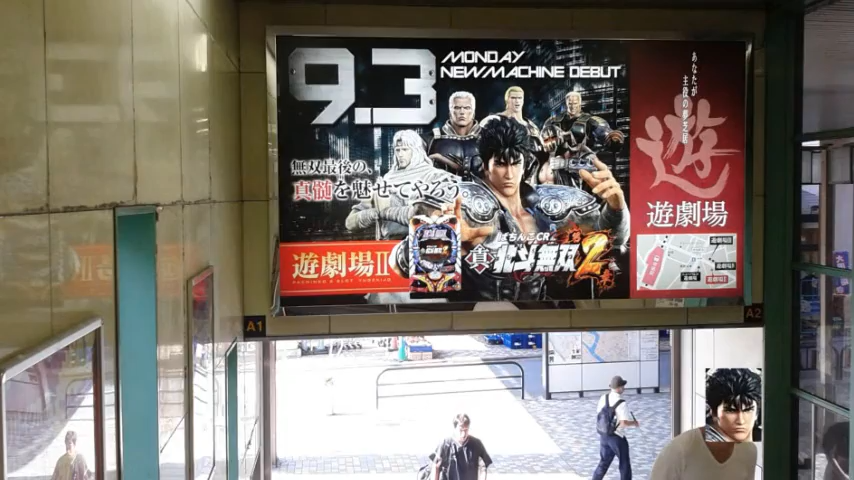 9.3
MONDAY
NEW MACHINE DEBUT
無双最後の、
真髄を魅せてやろう
遊劇場II
ぱちんこCR
真・北斗無双2
あなたが
主役の夢芝居
遊
遊劇場
A1
A2